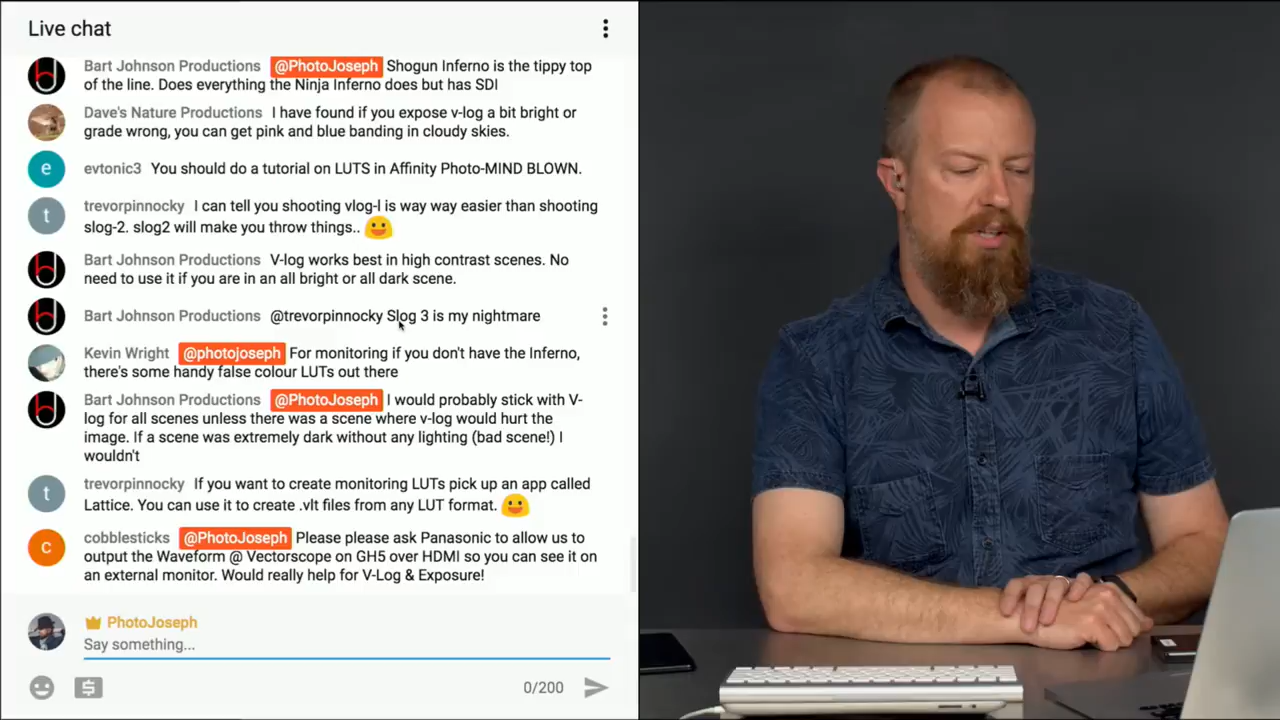 Live chat
Bart Johnson Productions @PhotoJoseph Shogun Inferno is the tippy top
of the line. Does everything the Ninja Inferno does but has SDI
Dave's Nature Productions I have found if you expose v-log a bit bright or
grade wrong, you can get pink and blue banding in cloudy skies.
e evtonic3 You should do a tutorial on LUTS in Affinity Photo-MIND BLOWN.
trevorpinnocky I can tell you shooting vlog-l is way way easier than shooting
t
slog-2. slog2 will make you throw things..
Bart Johnson Productions V-log works best in high contrast scenes. No
need to use it if you are in an all bright or all dark scene.
Bart Johnson Productions @trevorpinnocky Slog 3 is my nightmare
Kevin Wright @photojoseph For monitoring if you don't have the Inferno,
there's some handy false colour LUTs out there
Bart Johnson Productions @PhotoJoseph I would probably stick with V-
log for all scenes unless there was a scene where v-log would hurt the
image. If a scene was extremely dark without any lighting (bad scene!) I
wouldn't
trevorpinnocky If you want to create monitoring LUTs pick up an app called
t
Lattice. You can use it to create .vlt files from any LUT format.
cobblesticks @PhotoJoseph Please please ask Panasonic to allow us to
c
output the Waveform @ Vectorscope on GH5 over HDMI so you can see it on
an external monitor. Would really help for V-Log & Exposure!
PhotoJoseph
Say something...
0/200